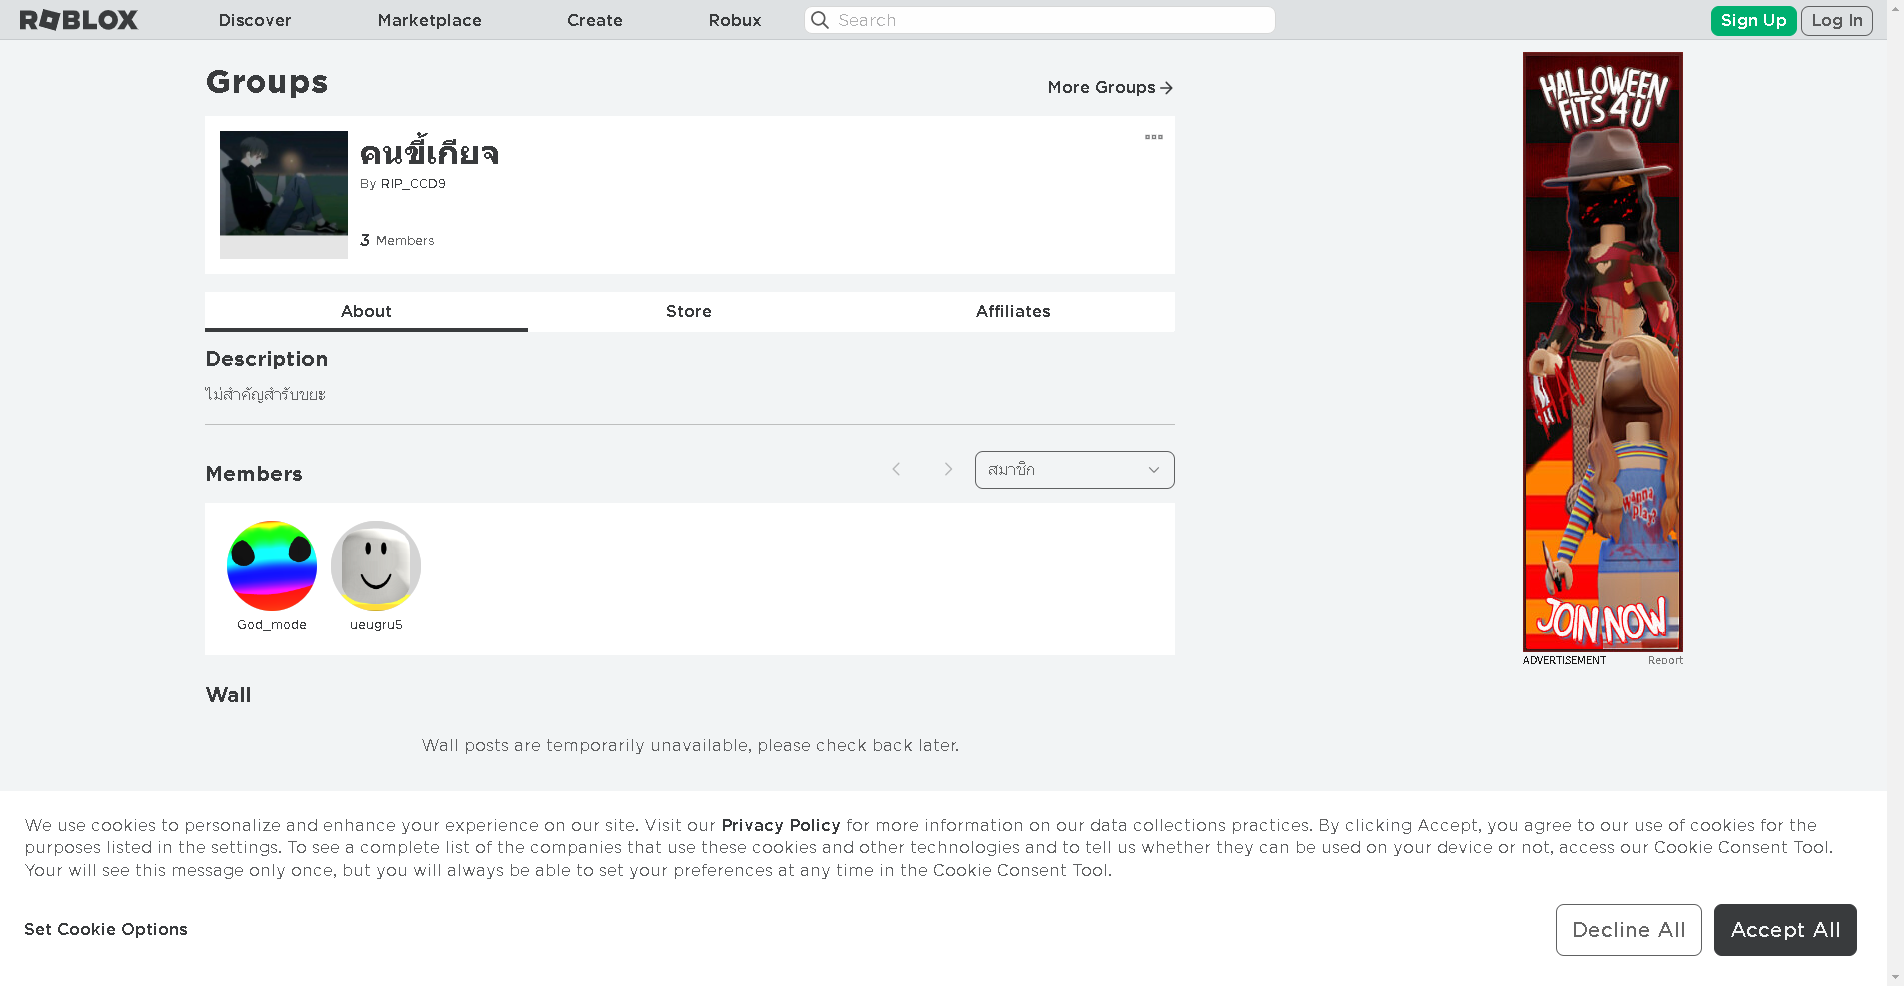 ROBLOX
Discover
Marketplace
Create
Robux
Search
Sign Up
Log In
Groups
More Groups
คนขี้เกียจ
By RIP_CCD9
3 Members
About
Store
Affiliates
Description
ไม่สำคัญสำรับขยะ
Members
สมาชิก
God_mode
ueugru5
Wall
Wall posts are temporarily unavailable, please check back later.
HALLOWEEN
FITS 4U
wanna
play?
JOIN NOW
ADVERTISEMENT
Report
We use cookies to personalize and enhance your experience on our site. Visit our Privacy Policy for more information on our data collections practices. By clicking Accept, you agree to our use of cookies for the
purposes listed in the settings. To see a complete list of the companies that use these cookies and other technologies and to tell us whether they can be used on your device or not, access our Cookie Consent Tool.
Your will see this message only once, but you will always be able to set your preferences at any time in the Cookie Consent Tool.
Set Cookie Options
Decline All
Accept All